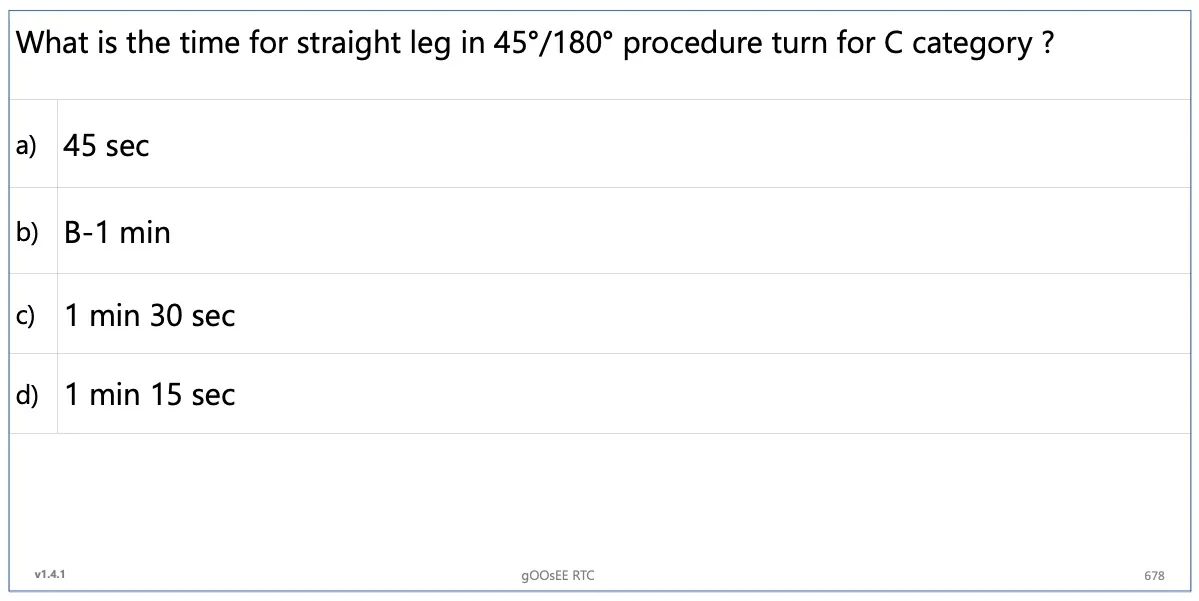 What is the time for straight leg in 45°/180° procedure turn for C category ?
a) 45 sec
b) B-1 min
c) 1 min 30 sec
d) 1 min 15 sec
v1.4.1 gOOsEE RTC 678